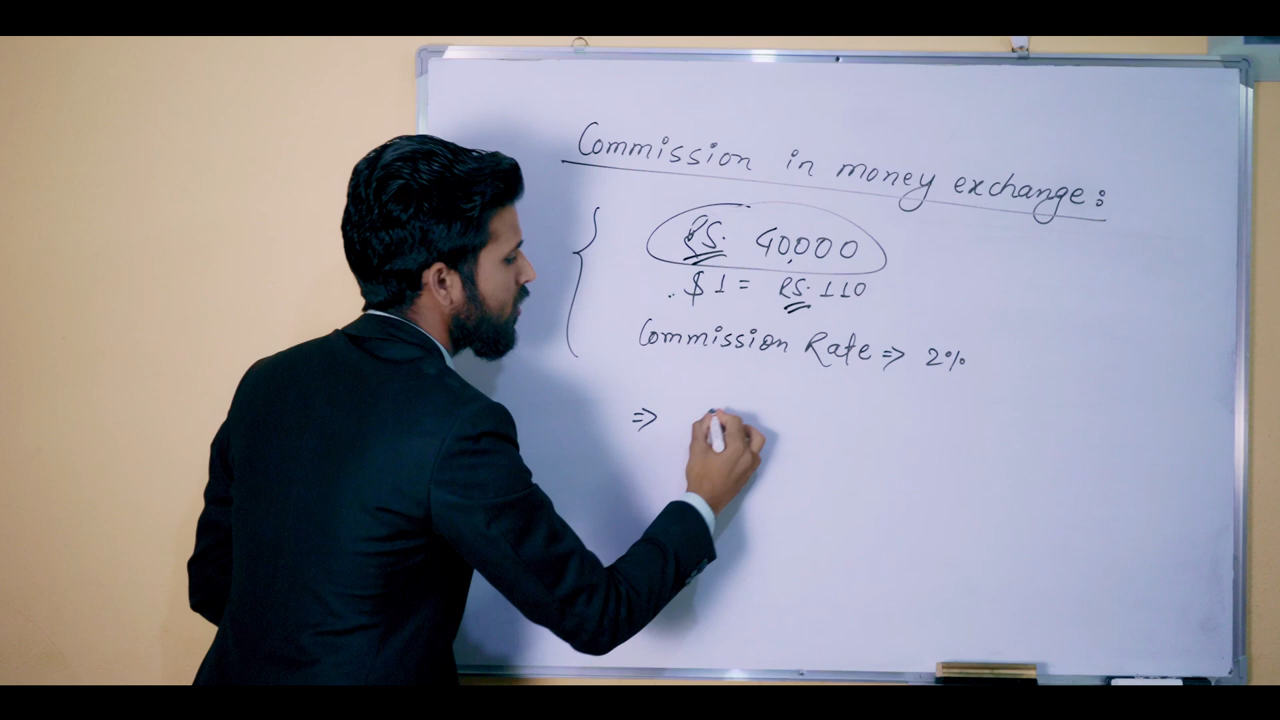 Commission in money exchange:
RS. 40,000
$1 = RS. 110
Commission Rate => 2%
=>